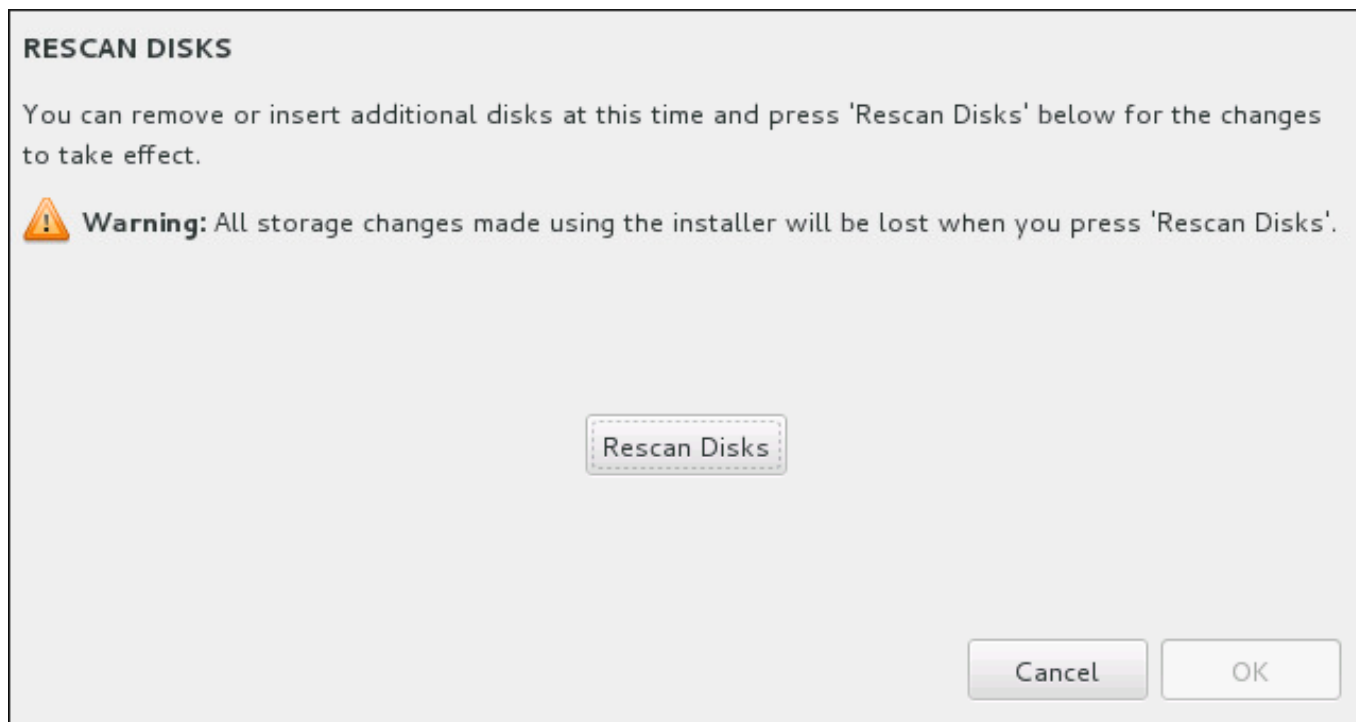 RESCAN DISKS
You can remove or insert additional disks at this time and press 'Rescan Disks' below for the changes
to take effect.
Warning: All storage changes made using the installer will be lost when you press 'Rescan Disks'.
Rescan Disks
Cancel
OK